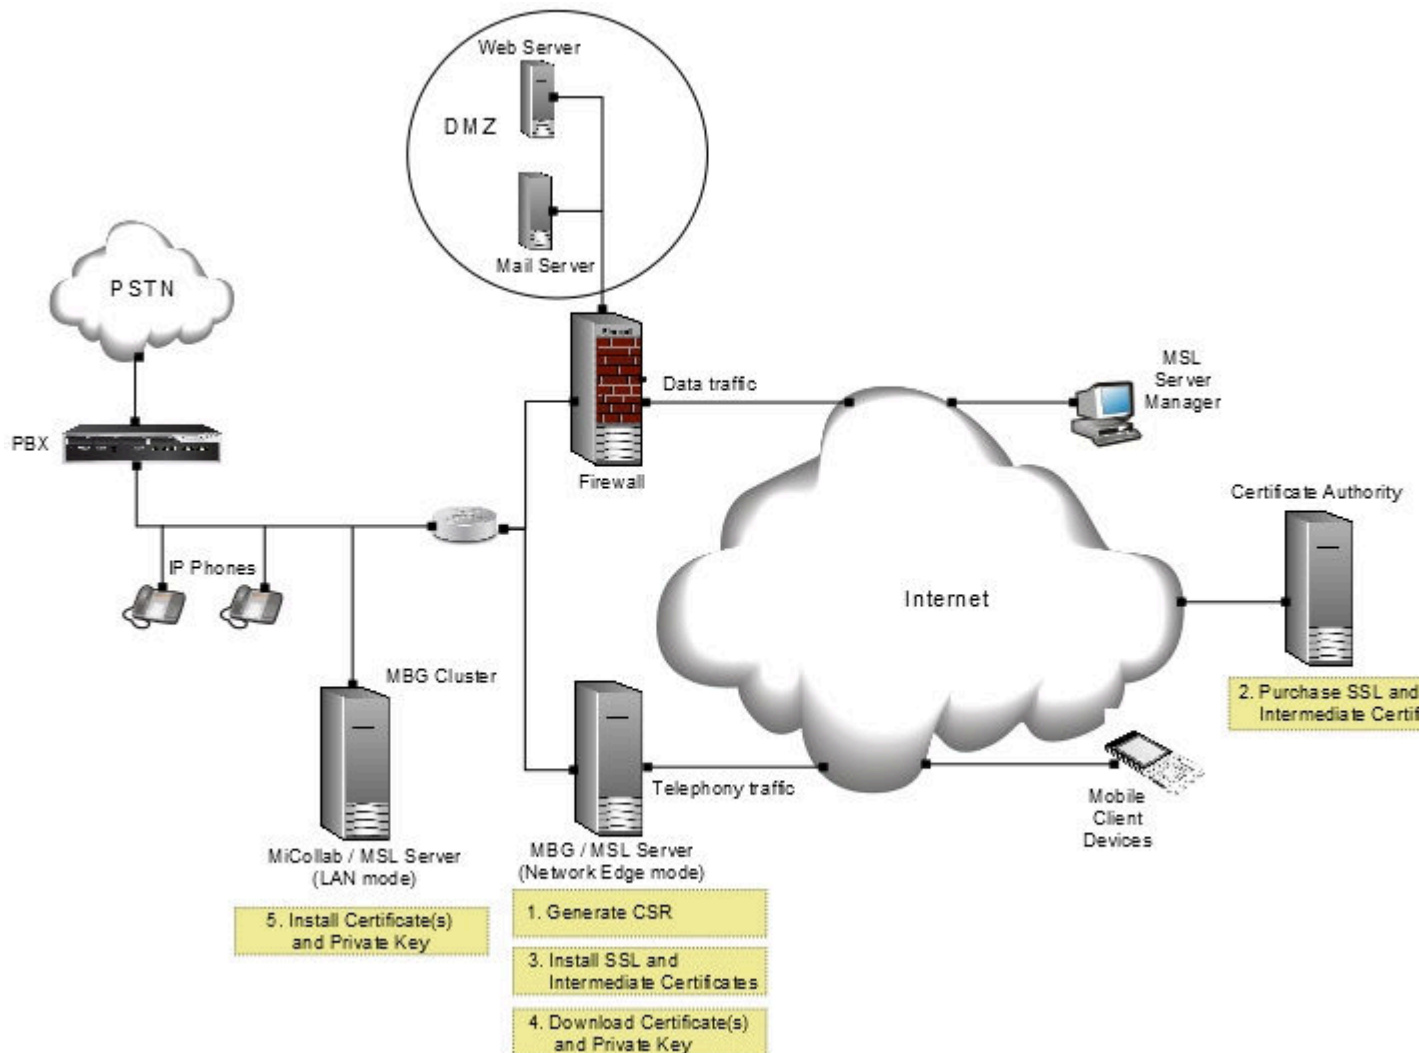 Web Server
DMZ
Mail Server
PSTN
PBX
Firewall
Data traffic
MSL
Server
Manager
Certificate Authority
IP Phones
Internet
MBG Cluster
2. Purchase SSL and
Intermediate
Telephony traffic
Mobile
Client
Devices
MiCollab / MSL Server
(LAN mode)
MBG / MSL Server
(Network Edge mode)
5. Install Certificate(s)
and Private Key
1. Generate CSR
3. Install SSL and
Intermediate Certificates
4. Download Certificate(s)
and Private Key